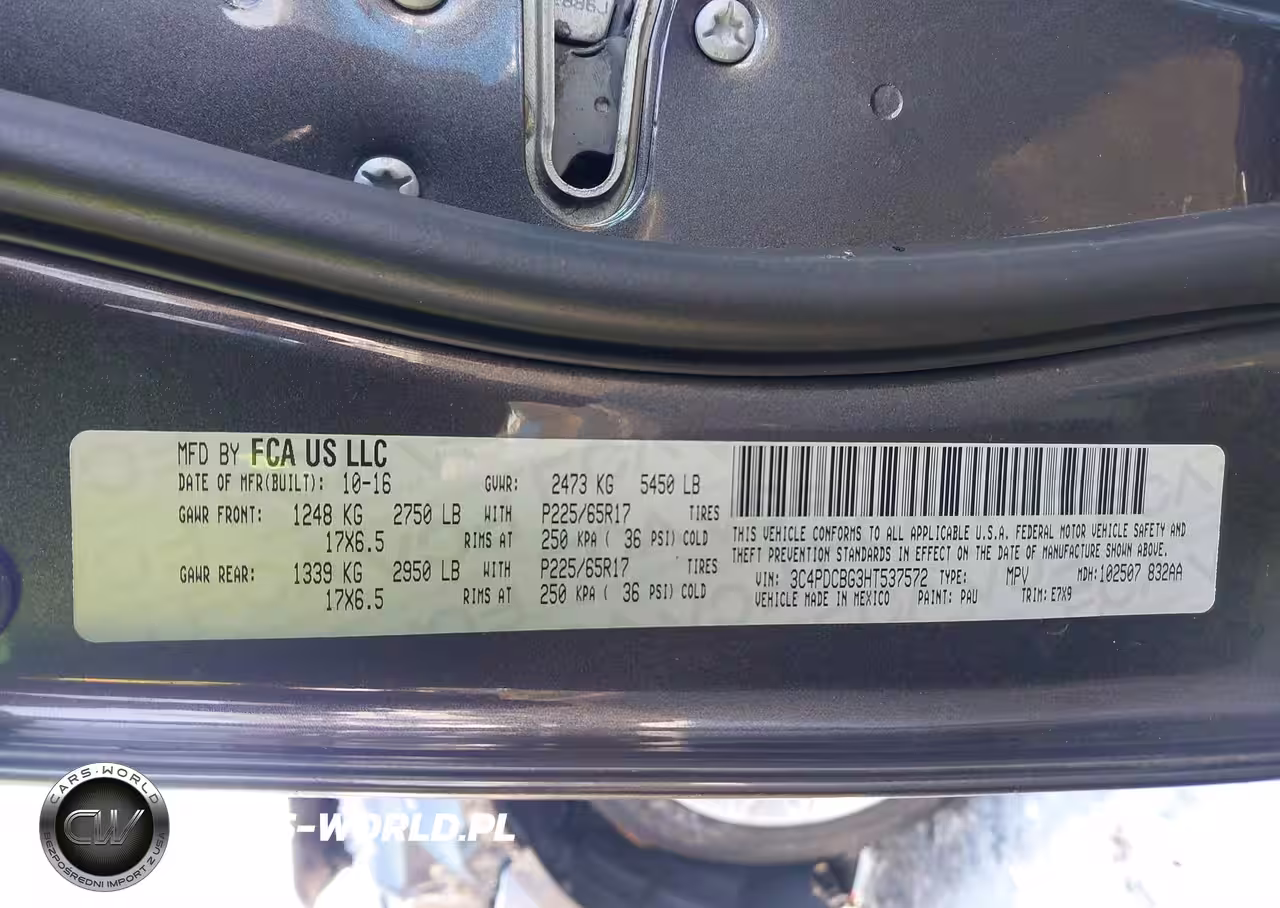 MFD BY FCA US LLC
DATE OF MFR(BUILT): 10-16 GVWR: 2473 KG 5450 LB
GAWR FRONT: 1248 KG 2750 LB WITH P225/65R17 TIRES
17X6.5 RIMS AT 250 KPA ( 36 PSI) COLD
GAWR REAR: 1339 KG 2950 LB WITH P225/65R17 TIRES
17X6.5 RIMS AT 250 KPA ( 36 PSI) COLD
THIS VEHICLE CONFORMS TO ALL APPLICABLE U.S.A. FEDERAL MOTOR VEHICLE SAFETY AND
THEFT PREVENTION STANDARDS IN EFFECT ON THE DATE OF MANUFACTURE SHOWN ABOVE.
VIN: 3C4PDCBG3HT537572 TYPE: MPV MDH:102507 832AA
VEHICLE MADE IN MEXICO PAINT: PAU TRIM: E7X9
CARS-WORLD
CW
BEZPOŚREDNI IMPORT Z USA
S-WORLD.PL